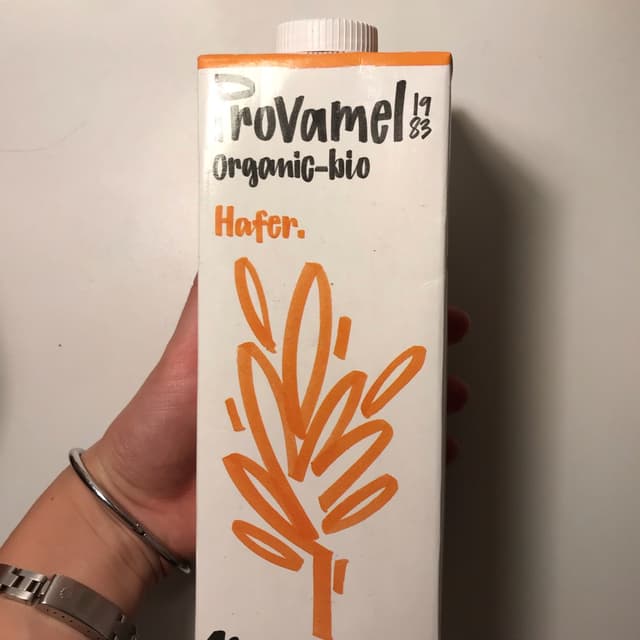 Provamel 19
83
organic-bio
Hafer.